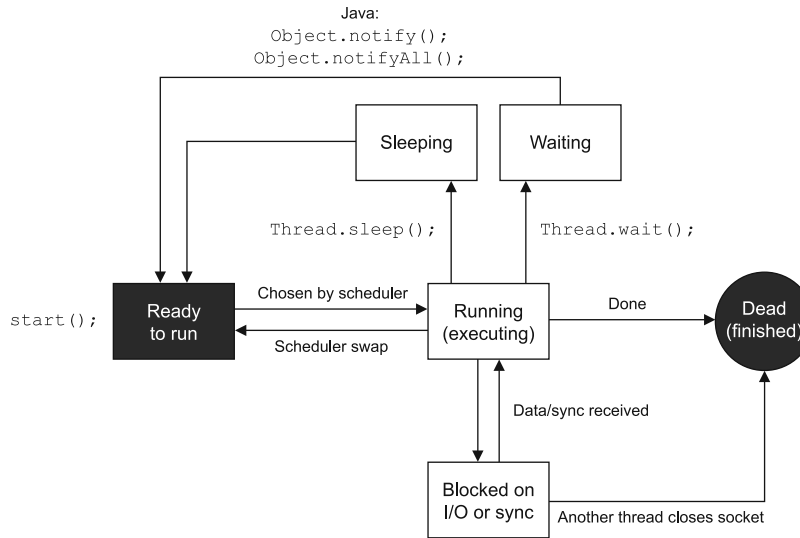 Java:
Object.notify();
Object.notifyAll();
Sleeping
Waiting
Thread.sleep();
Thread.wait();
start();
Ready
to run
Chosen by scheduler
Scheduler swap
Running
(executing)
Done
Dead
(finished)
Data/sync received
Blocked on
I/O or sync
Another thread closes socket